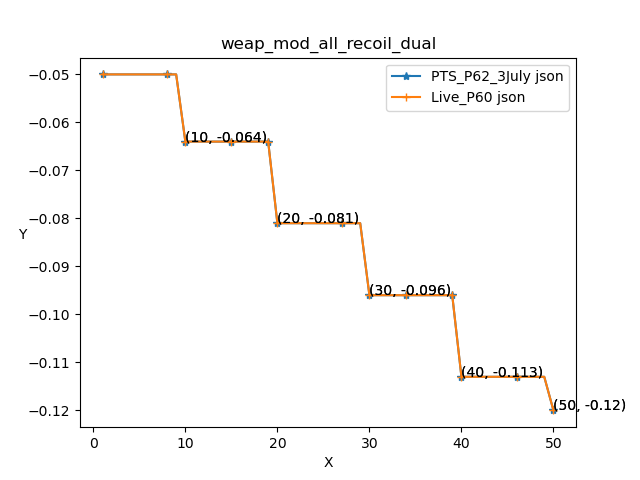 weap_mod_all_recoil_dual
PTS_P62_3July json
Live_P60 json
−0.05
−0.06
−0.07
−0.08
−0.09
−0.10
−0.11
−0.12
Y
(10, -0.064)
(20, -0.081)
(30, -0.096)
(40, -0.113)
(50, -0.12)
0 10 20 30 40 50
X